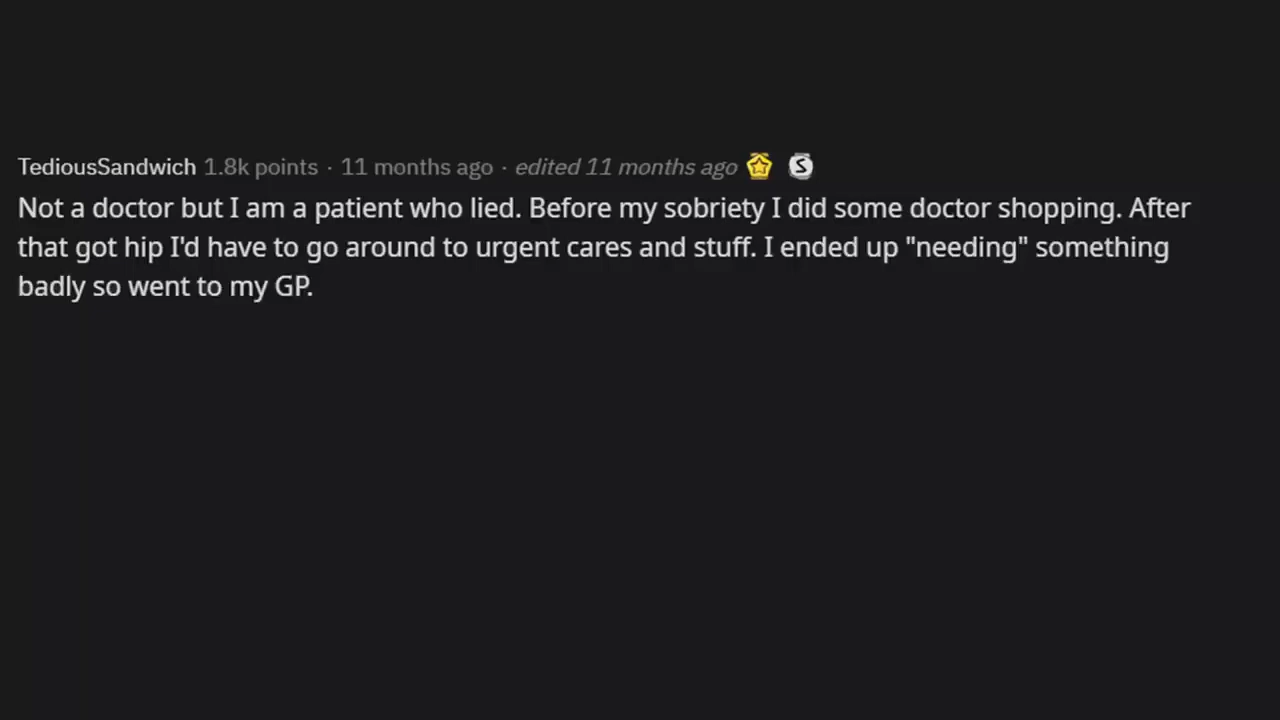 TediousSandwich 1.8k points · 11 months ago · edited 11 months ago S
Not a doctor but I am a patient who lied. Before my sobriety I did some doctor shopping. After
that got hip I'd have to go around to urgent cares and stuff. I ended up "needing" something
badly so went to my GP.